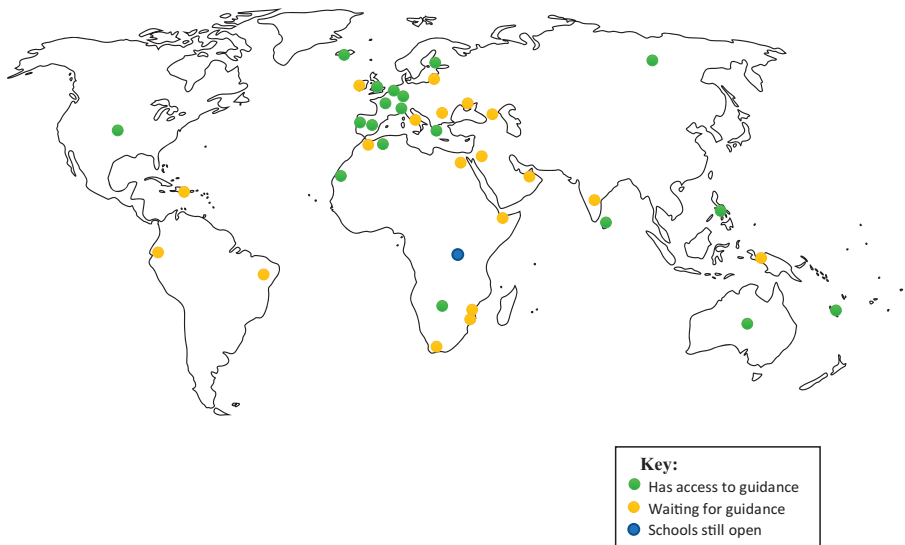 Key:
Has access to guidance
Waiting for guidance
Schools still open